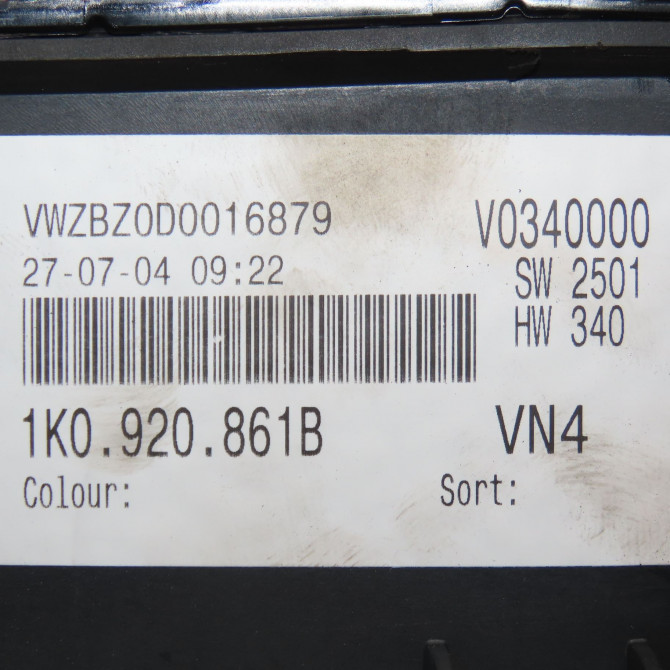 VWZBZ0D0016879
V0340000
27-07-04 09:22
SW 2501
HW 340
1K0.920.861B
VN4
Colour:
Sort: